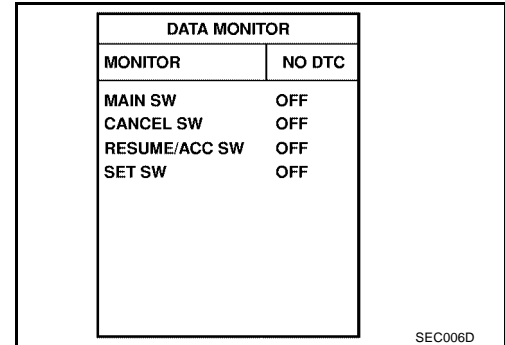 DATA MONITOR
MONITOR NO DTC
MAIN SW OFF
CANCEL SW OFF
RESUME/ACC SW OFF
SET SW OFF
SEC006D